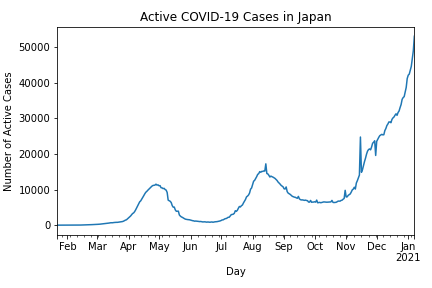 Active COVID-19 Cases in Japan
Number of Active Cases
50000
40000
30000
20000
10000
0
Feb Mar Apr May Jun Jul Aug Sep Oct Nov Dec Jan
2021
Day